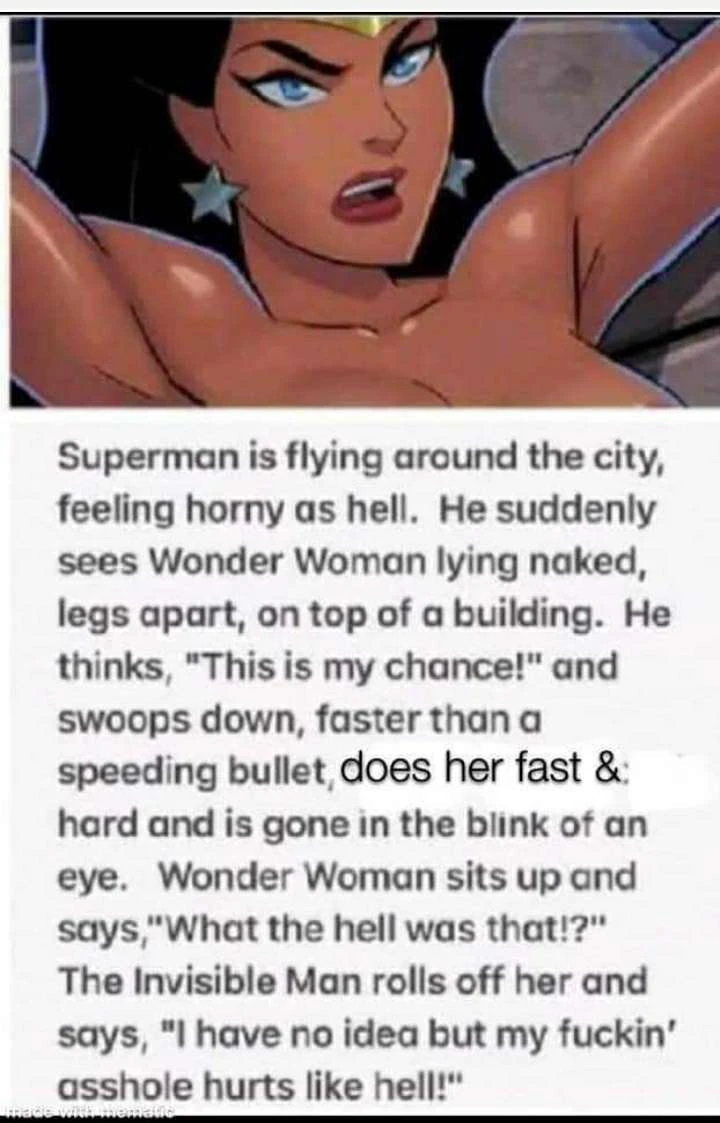 Superman is flying around the city,
feeling horny as hell. He suddenly
sees Wonder Woman lying naked,
legs apart, on top of a building. He
thinks, "This is my chance!" and
swoops down, faster than a
speeding bullet, does her fast &:
hard and is gone in the blink of an
eye. Wonder Woman sits up and
says,"What the hell was that!?"
The Invisible Man rolls off her and
says, "I have no idea but my fuckin'
asshole hurts like hell!"
made with mematic